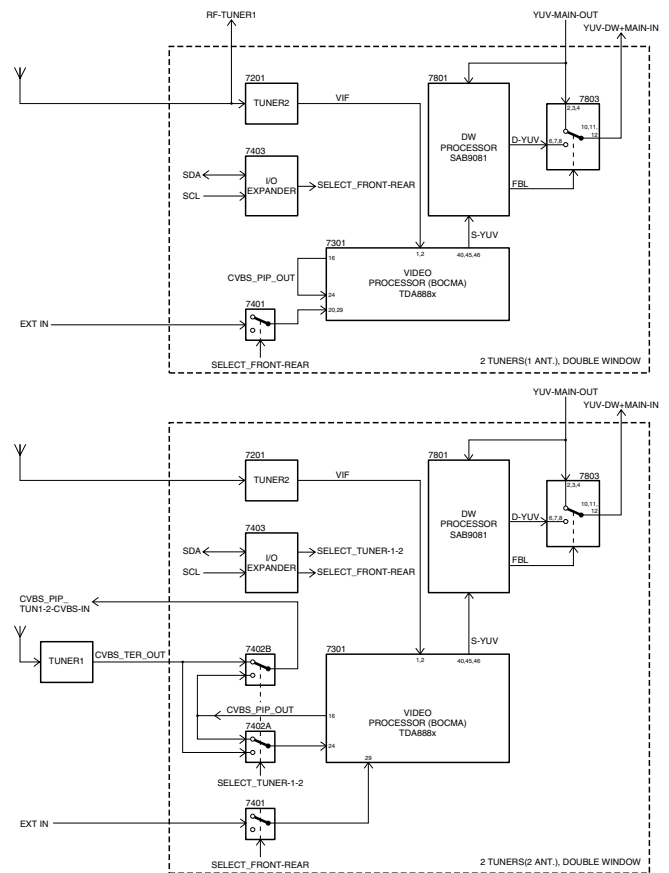 RF-TUNER1
YUV-MAIN-OUT
YUV-DW+MAIN-IN
7201
TUNER2
VIF
7801
DW
PROCESSOR
SAB9081
7803
2,3,4
10,11,
12
D-YUV
6,7,8
FBL
7403
SDA
SCL
I/O
EXPANDER
SELECT_FRONT-REAR
S-YUV
7301
1,2
40,45,46
16
CVBS_PIP_OUT
24
VIDEO
PROCESSOR (BOCMA)
TDA888x
7401
20,29
EXT IN
SELECT_FRONT-REAR
2 TUNERS(1 ANT.), DOUBLE WINDOW
YUV-MAIN-OUT
YUV-DW+MAIN-IN
7201
TUNER2
VIF
7801
DW
PROCESSOR
SAB9081
7803
2,3,4
10,11,
12
D-YUV
6,7,8
FBL
7403
SDA
SCL
I/O
EXPANDER
SELECT_TUNER-1-2
SELECT_FRONT-REAR
CVBS_PIP_
TUN1-2-CVBS-IN
S-YUV
TUNER1
CVBS_TER_OUT
7402B
7301
1,2
40,45,46
CVBS_PIP_OUT
16
VIDEO
PROCESSOR (BOCMA)
TDA888x
7402A
24
29
SELECT_TUNER-1-2
7401
EXT IN
SELECT_FRONT-REAR
2 TUNERS(2 ANT.), DOUBLE WINDOW